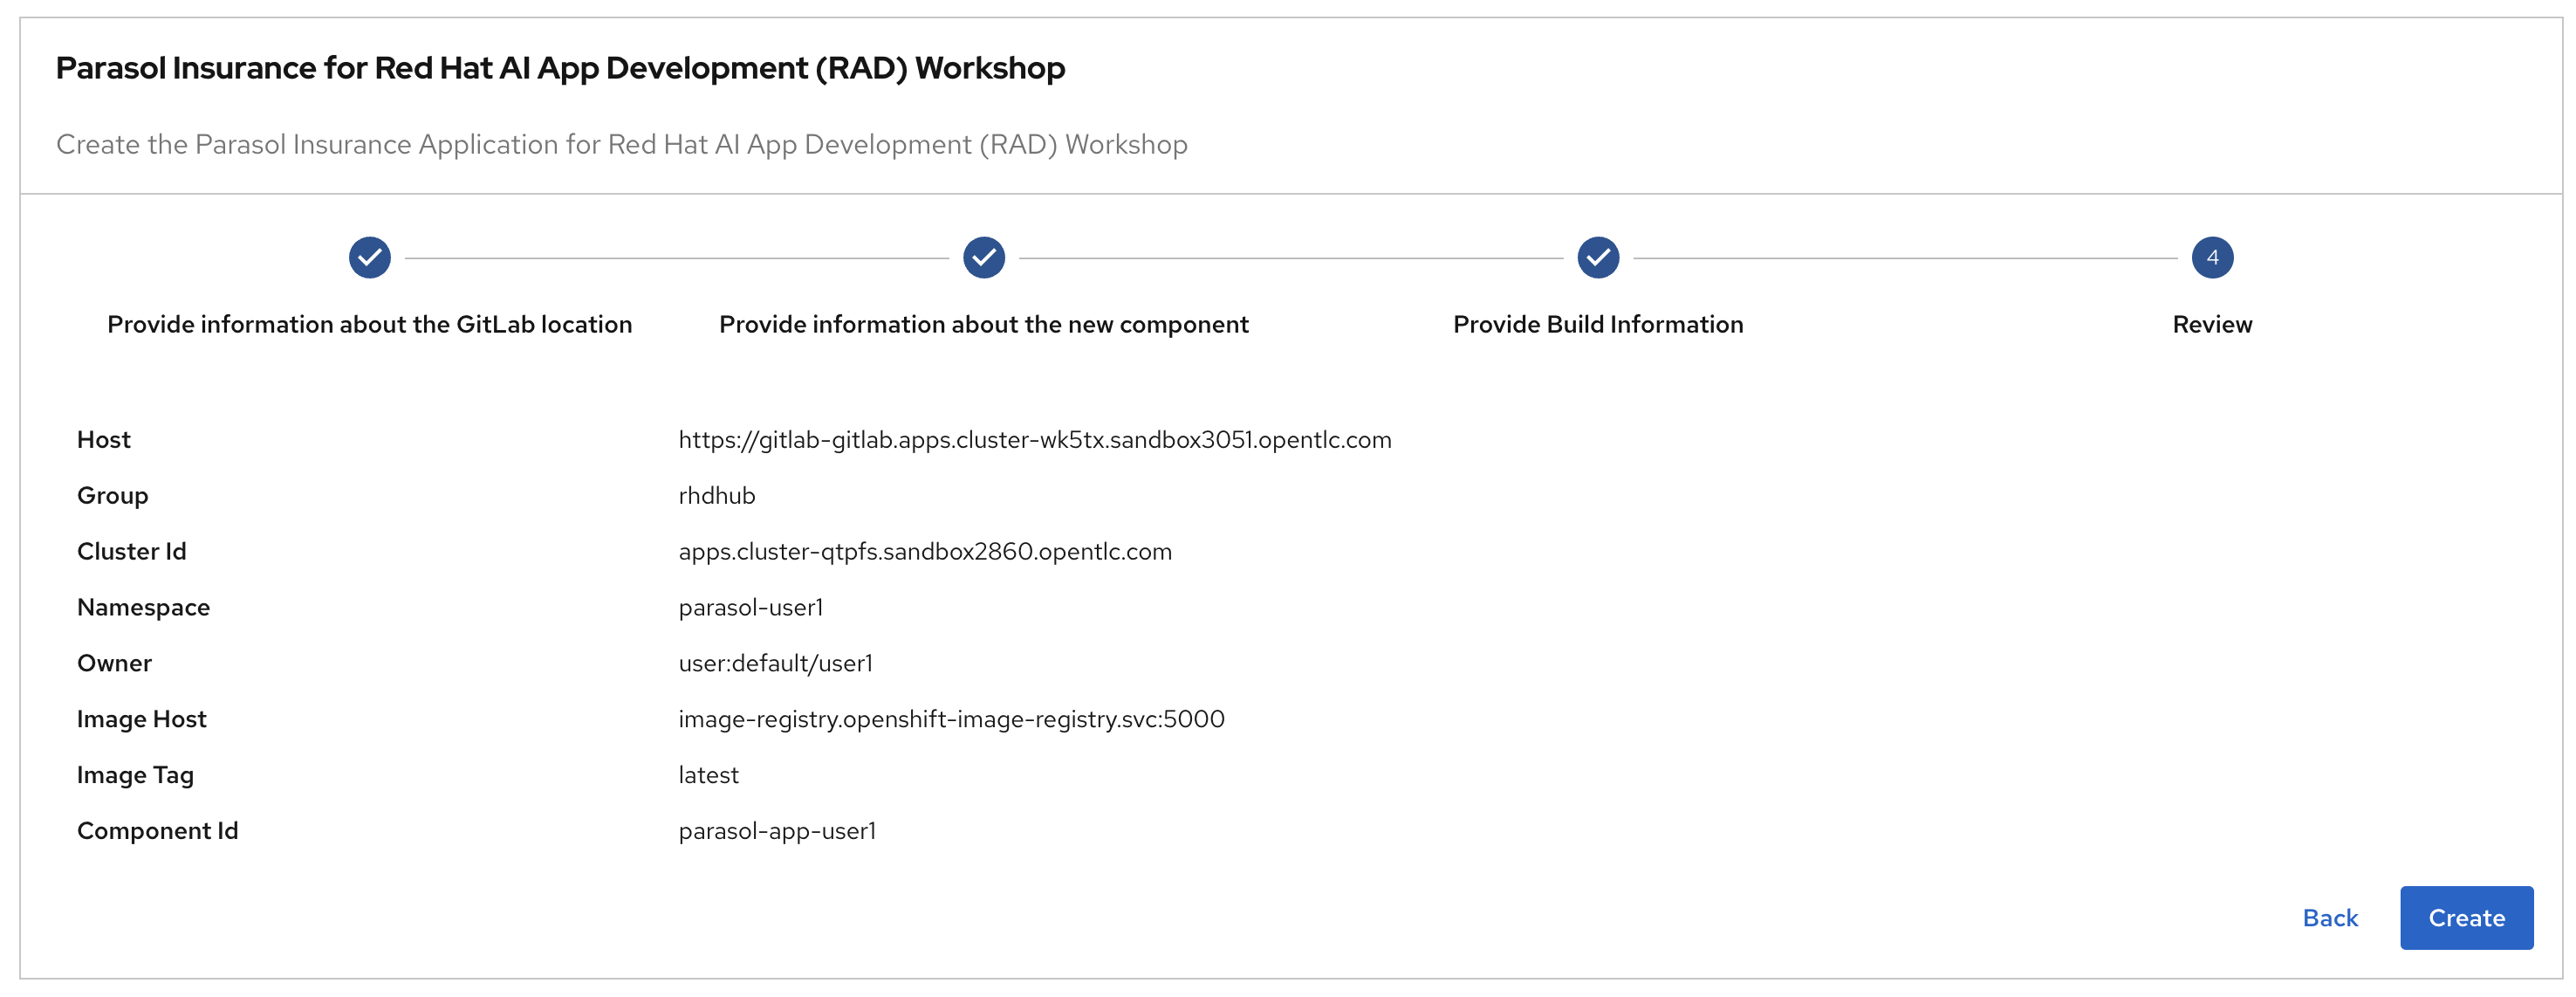 Parasol Insurance for Red Hat AI App Development (RAD) Workshop
Create the Parasol Insurance Application for Red Hat AI App Development (RAD) Workshop
4
Provide information about the GitLab location
Provide information about the new component
Provide Build Information
Review
Host https://gitlab-gitlab.apps.cluster-wk5tx.sandbox3051.opentlc.com
Group rhdhub
Cluster Id apps.cluster-qtpfs.sandbox2860.opentlc.com
Namespace parasol-user1
Owner user:default/user1
Image Host image-registry.openshift-image-registry.svc:5000
Image Tag latest
Component Id parasol-app-user1
Back Create